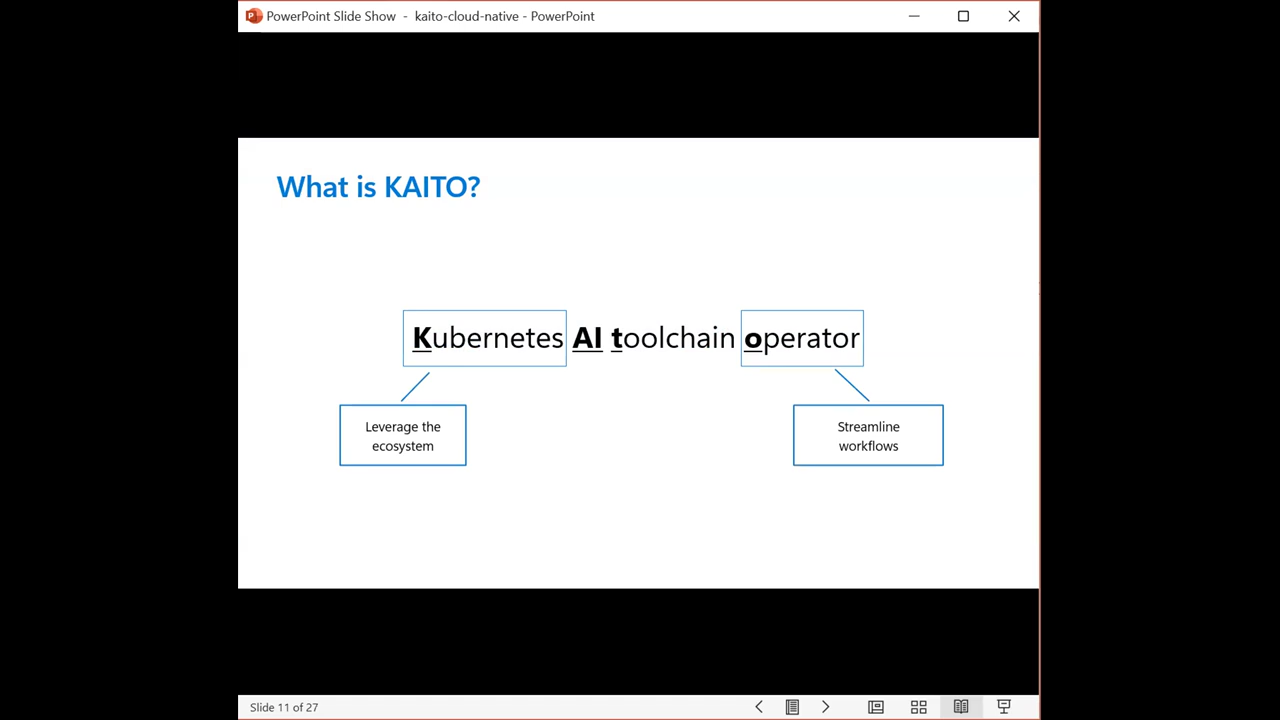 PowerPoint Slide Show - kaito-cloud-native - PowerPoint
What is KAITO?
Kubernetes AI toolchain operator
Leverage the
ecosystem
Streamline
workflows
Slide 11 of 27